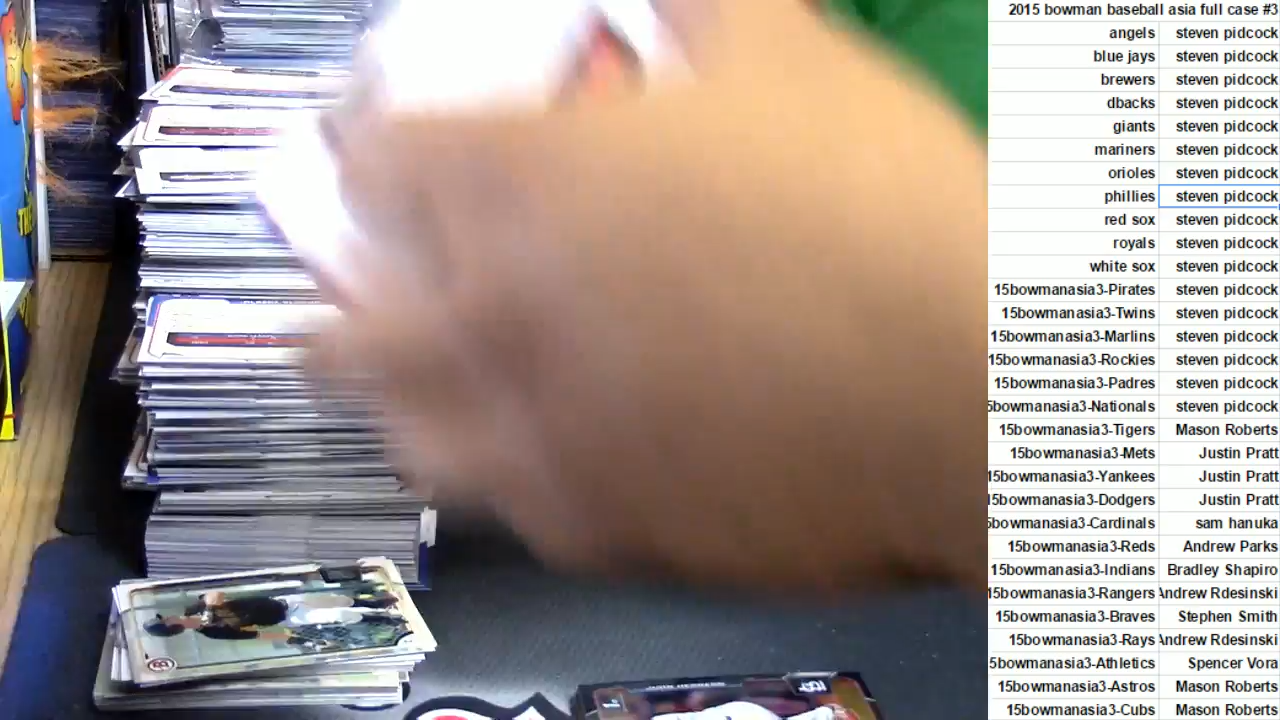 2015 bowman baseball asia full case #3
angels steven pidcock
blue jays steven pidcock
brewers steven pidcock
dbacks steven pidcock
giants steven pidcock
mariners steven pidcock
orioles steven pidcock
phillies steven pidcock
red sox steven pidcock
royals steven pidcock
white sox steven pidcock
15bowmanasia3-Pirates steven pidcock
15bowmanasia3-Twins steven pidcock
15bowmanasia3-Marlins steven pidcock
15bowmanasia3-Rockies steven pidcock
15bowmanasia3-Padres steven pidcock
5bowmanasia3-Nationals steven pidcock
15bowmanasia3-Tigers Mason Roberts
15bowmanasia3-Mets Justin Pratt
15bowmanasia3-Yankees Justin Pratt
15bowmanasia3-Dodgers Justin Pratt
5bowmanasia3-Cardinals sam hanuka
15bowmanasia3-Reds Andrew Parks
15bowmanasia3-Indians Bradley Shapiro
15bowmanasia3-Rangers Andrew Rdesinski
15bowmanasia3-Braves Stephen Smith
15bowmanasia3-Rays Andrew Rdesinski
5bowmanasia3-Athletics Spencer Vora
15bowmanasia3-Astros Mason Roberts
15bowmanasia3-Cubs Mason Roberts